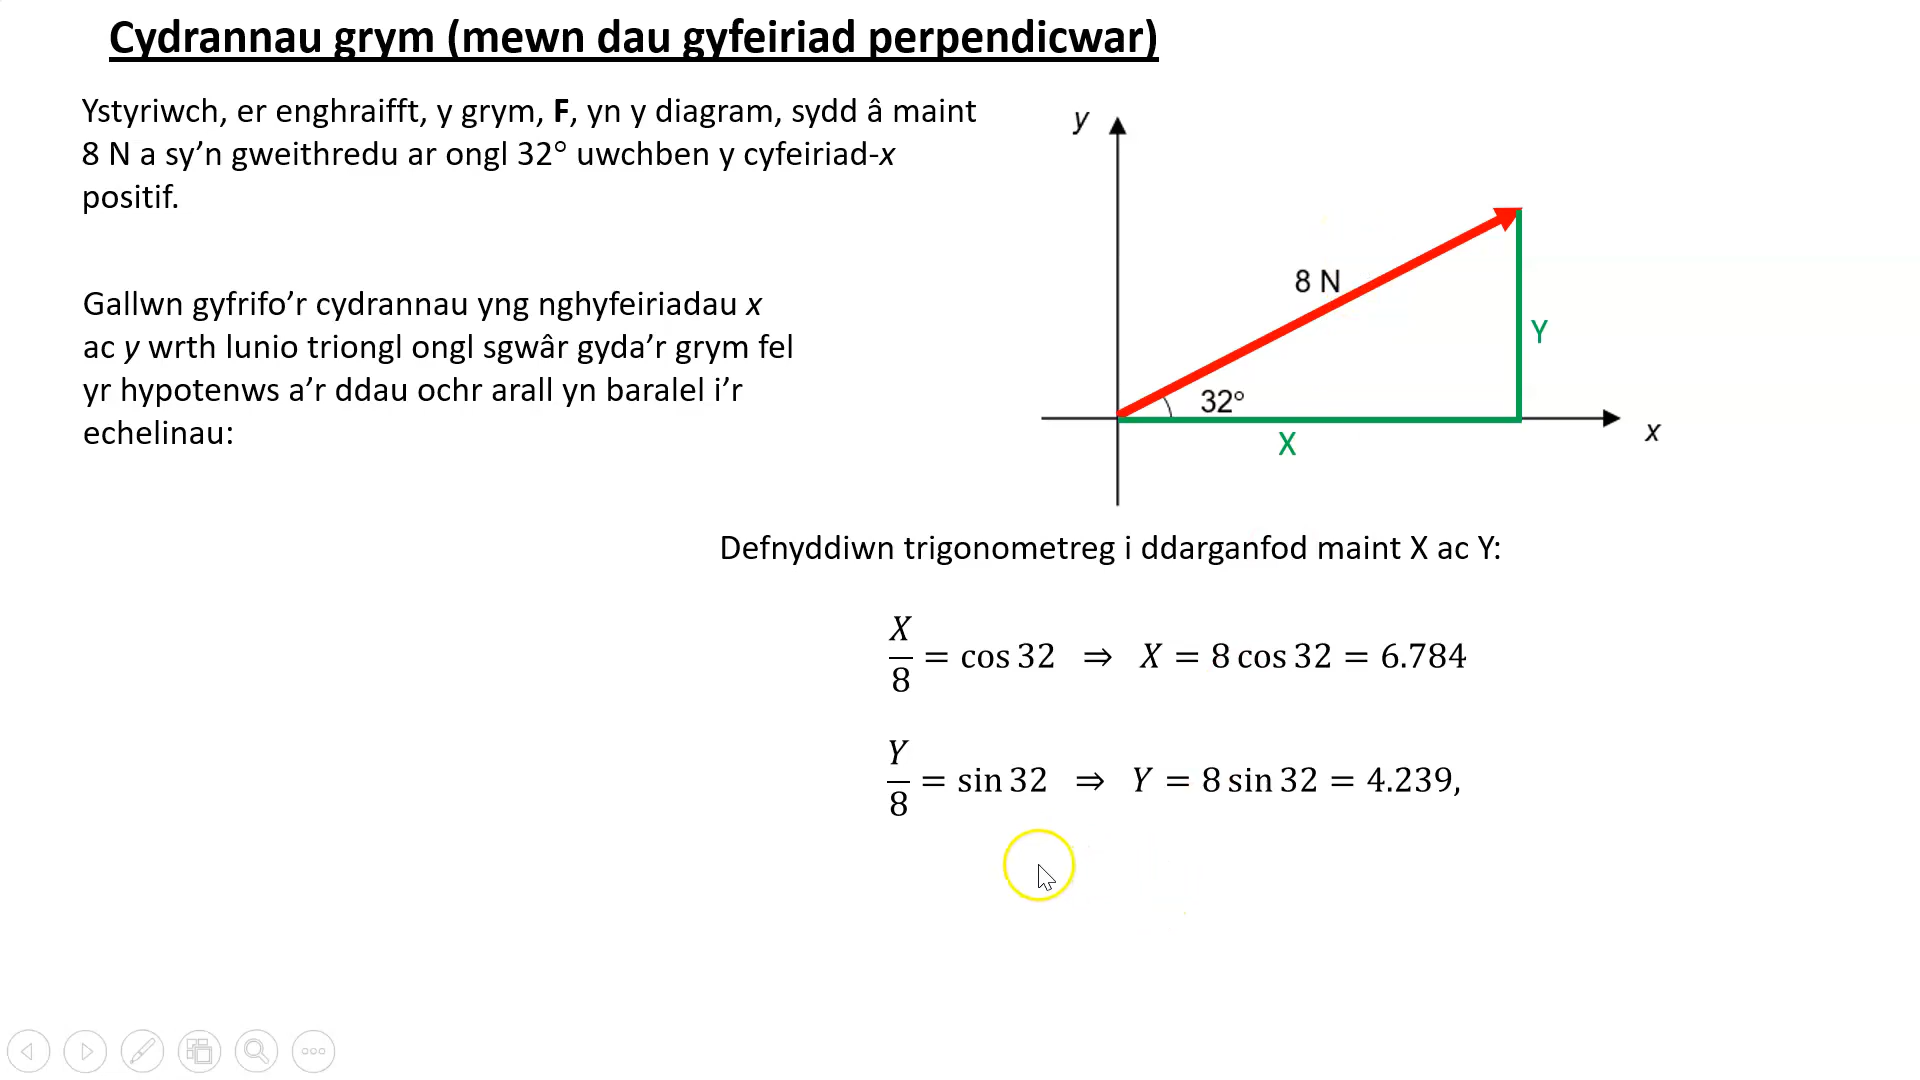 Cydrannau grym (mewn dau gyfeiriad perpendicwar)
Ystyriwch, er enghraifft, y grym, F, yn y diagram, sydd â maint
8 N a sy’n gweithredu ar ongl 32° uwchben y cyfeiriad-x
positif.
Gallwn gyfrifo’r cydrannau yng nghyfeiriadau x
ac y wrth lunio triongl ongl sgwâr gyda’r grym fel
yr hypotenws a’r ddau ochr arall yn baralel i’r
echelinau:
y
8 N
Y
32°
X
x
Defnyddiwn trigonometreg i ddarganfod maint X ac Y:
X/8 = cos 32 ⇒ X = 8 cos 32 = 6.784
Y/8 = sin 32 ⇒ Y = 8 sin 32 = 4.239,